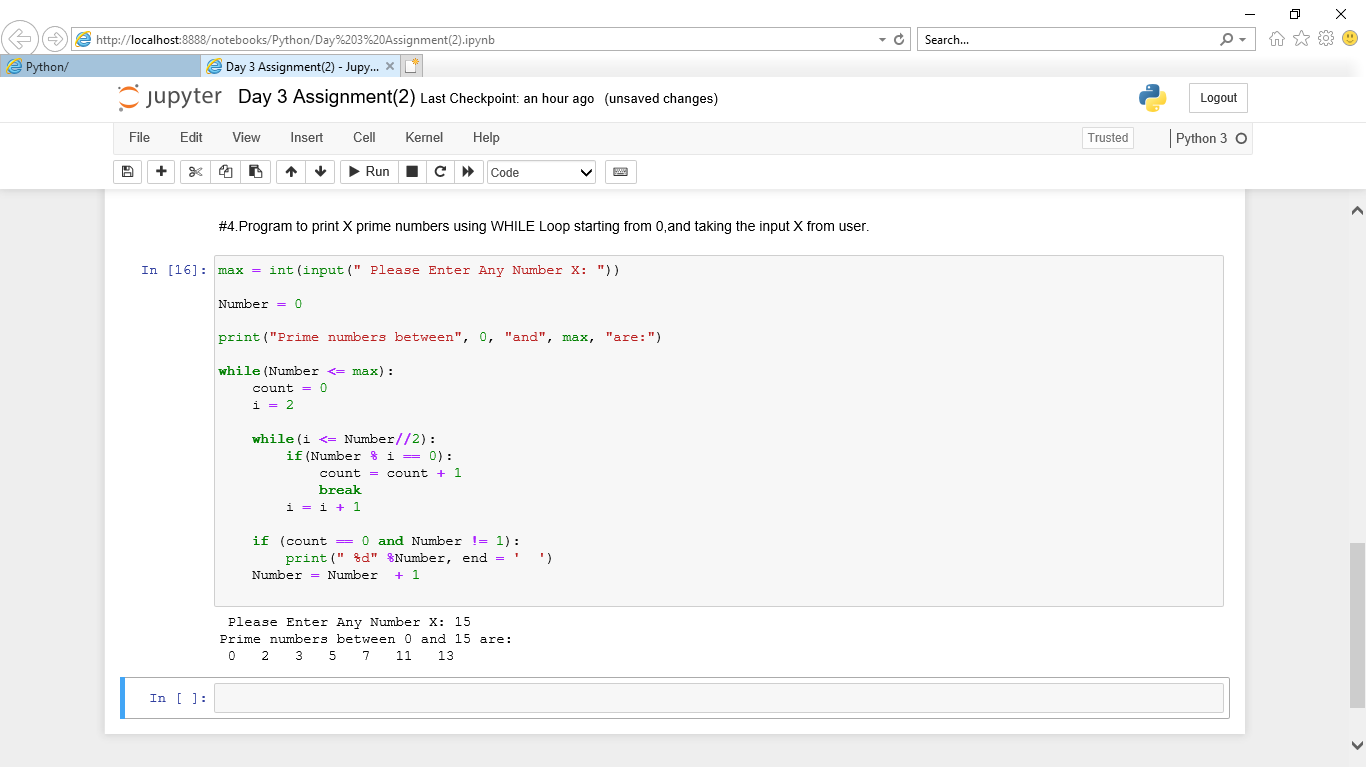 http://localhost:8888/notebooks/Python/Day%203%20Assignment(2).ipynb
Search...
Python/
Day 3 Assignment(2) - Jupy...
jupyter Day 3 Assignment(2) Last Checkpoint: an hour ago (unsaved changes)
Logout
File Edit View Insert Cell Kernel Help
Trusted
Python 3
Run
Code
#4.Program to print X prime numbers using WHILE Loop starting from 0,and taking the input X from user.
In [16]: max = int(input(" Please Enter Any Number X: "))
Number = 0
print("Prime numbers between", 0, "and", max, "are:")
while(Number <= max):
    count = 0
    i = 2
    while(i <= Number//2):
        if(Number % i == 0):
            count = count + 1
            break
        i = i + 1
    if (count == 0 and Number != 1):
        print(" %d" %Number, end = '  ')
    Number = Number  + 1
 Please Enter Any Number X: 15
Prime numbers between 0 and 15 are:
 0   2   3   5   7   11   13
In [ ]: